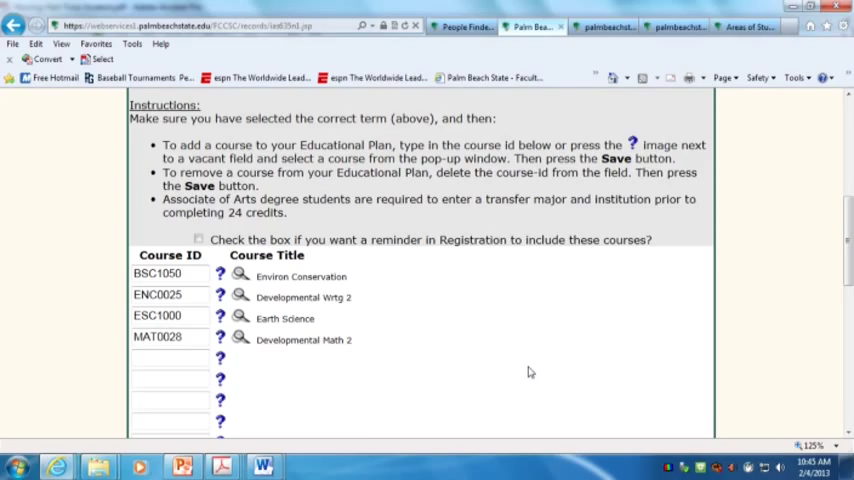 https://webservices1.palmbeachstate.edu/FCCSC/records/ies635n1.jsp
People Finde...
Palm Bea...
palmbeachst...
palmbeachst...
Areas of Stu...
File Edit View Favorites Tools Help
x Convert Select
Free Hotmail
Baseball Tournaments Pe...
espn The Worldwide Lead...
espn The Worldwide Lead...
Palm Beach State - Facult...
Page Safety Tools
Instructions:
Make sure you have selected the correct term (above), and then:
• To add a course to your Educational Plan, type in the course id below or press the ? image next
to a vacant field and select a course from the pop-up window. Then press the Save button.
• To remove a course from your Educational Plan, delete the course-id from the field. Then press
the Save button.
• Associate of Arts degree students are required to enter a transfer major and institution prior to
completing 24 credits.
Check the box if you want a reminder in Registration to include these courses?
Course ID Course Title
BSC1050 ? Environ Conservation
ENC0025 ? Developmental Wrtg 2
ESC1000 ? Earth Science
MAT0028 ? Developmental Math 2
?
?
?
?
125%
10:45 AM
2/4/2013